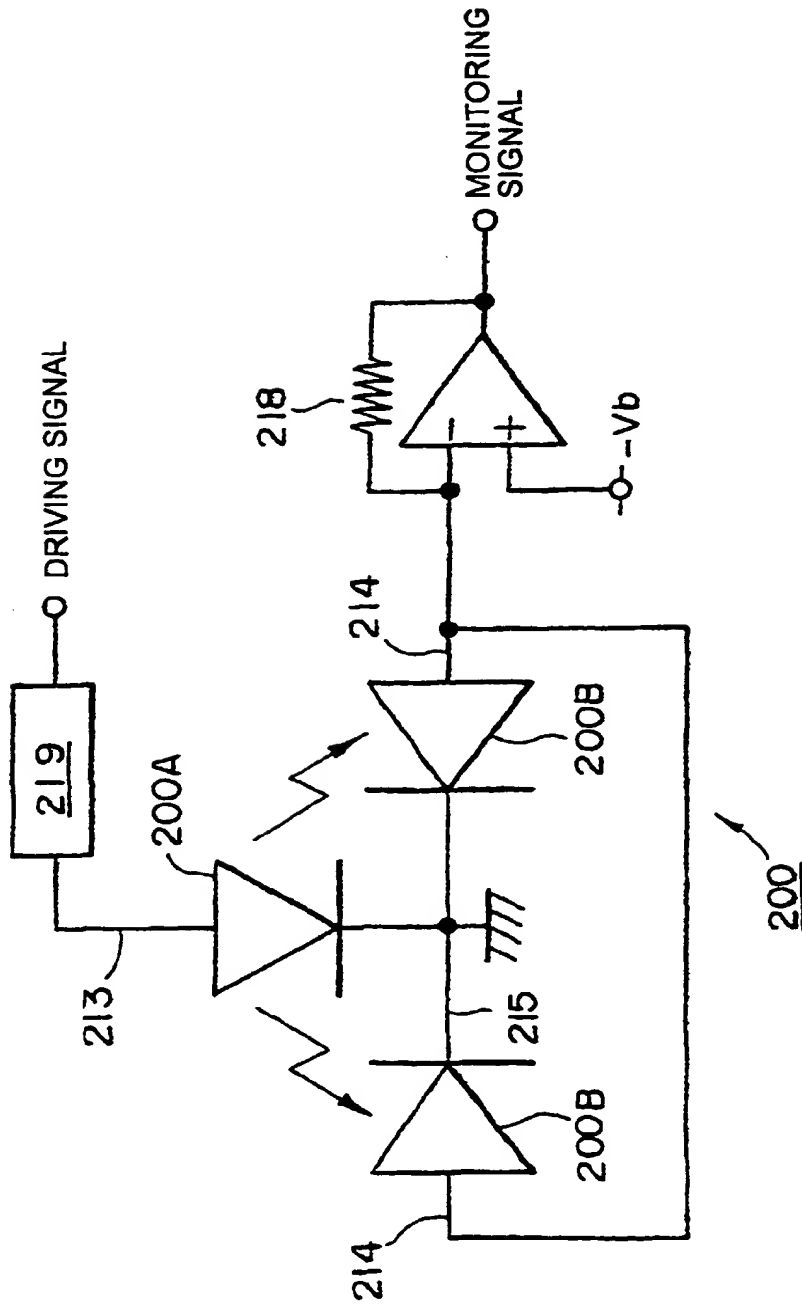 DRIVING SIGNAL
219
200A
213
MONITORING
SIGNAL
218
−
+
-Vb
214
200B
215
200B
214
200